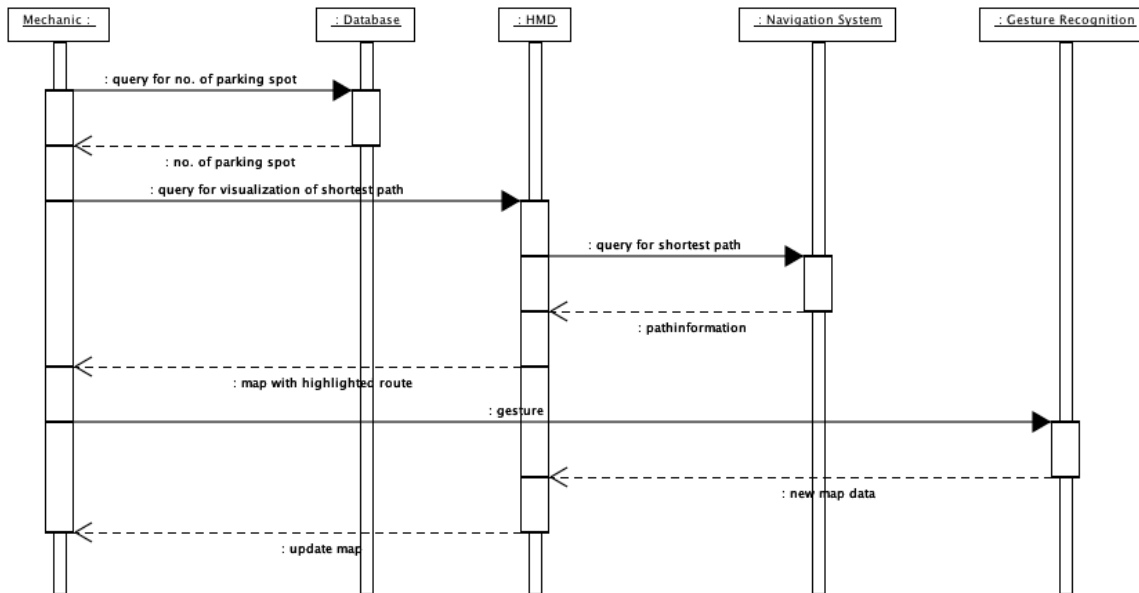 Mechanic :
: Database
: HMD
: Navigation System
: Gesture Recognition
: query for no. of parking spot
: no. of parking spot
: query for visualization of shortest path
: query for shortest path
: pathinformation
: map with highlighted route
: gesture
: new map data
: update map